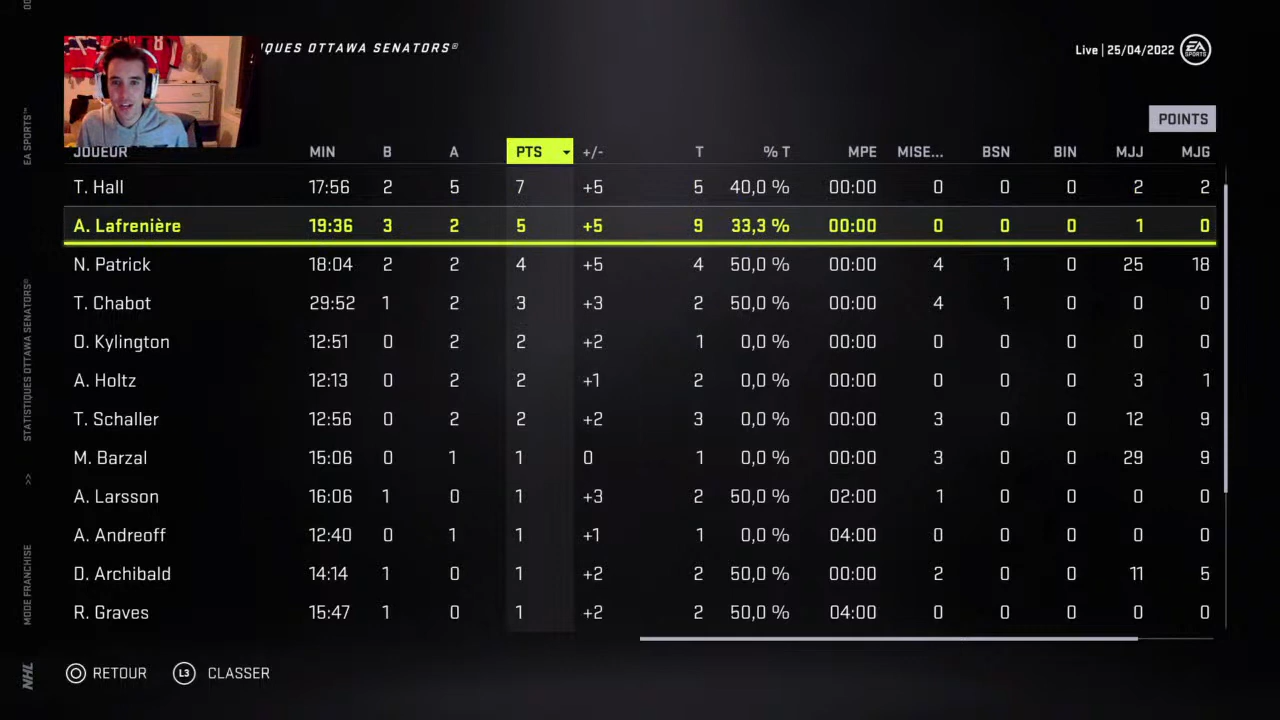 IQUES OTTAWA SENATORS®
Live | 25/04/2022
EA SPORTS
POINTS
JOUEUR MIN B A PTS +/- T % T MPE MISE... BSN BIN MJJ MJG
T. Hall 17:56 2 5 7 +5 5 40,0 % 00:00 0 0 0 2 2
A. Lafrenière 19:36 3 2 5 +5 9 33,3 % 00:00 0 0 0 1 0
N. Patrick 18:04 2 2 4 +5 4 50,0 % 00:00 4 1 0 25 18
T. Chabot 29:52 1 2 3 +3 2 50,0 % 00:00 4 1 0 0 0
O. Kylington 12:51 0 2 2 +2 1 0,0 % 00:00 0 0 0 0 0
A. Holtz 12:13 0 2 2 +1 2 0,0 % 00:00 0 0 0 3 1
T. Schaller 12:56 0 2 2 +2 3 0,0 % 00:00 3 0 0 12 9
M. Barzal 15:06 0 1 1 0 1 0,0 % 00:00 3 0 0 29 9
A. Larsson 16:06 1 0 1 +3 2 50,0 % 02:00 1 0 0 0 0
A. Andreoff 12:40 0 1 1 +1 1 0,0 % 04:00 0 0 0 0 0
D. Archibald 14:14 1 0 1 +2 2 50,0 % 00:00 2 0 0 11 5
R. Graves 15:47 1 0 1 +2 2 50,0 % 04:00 0 0 0 0 0
L3
RETOUR CLASSER
NHL MODE FRANCHISE >> STATISTIQUES OTTAWA SENATORS® EA SPORTS™